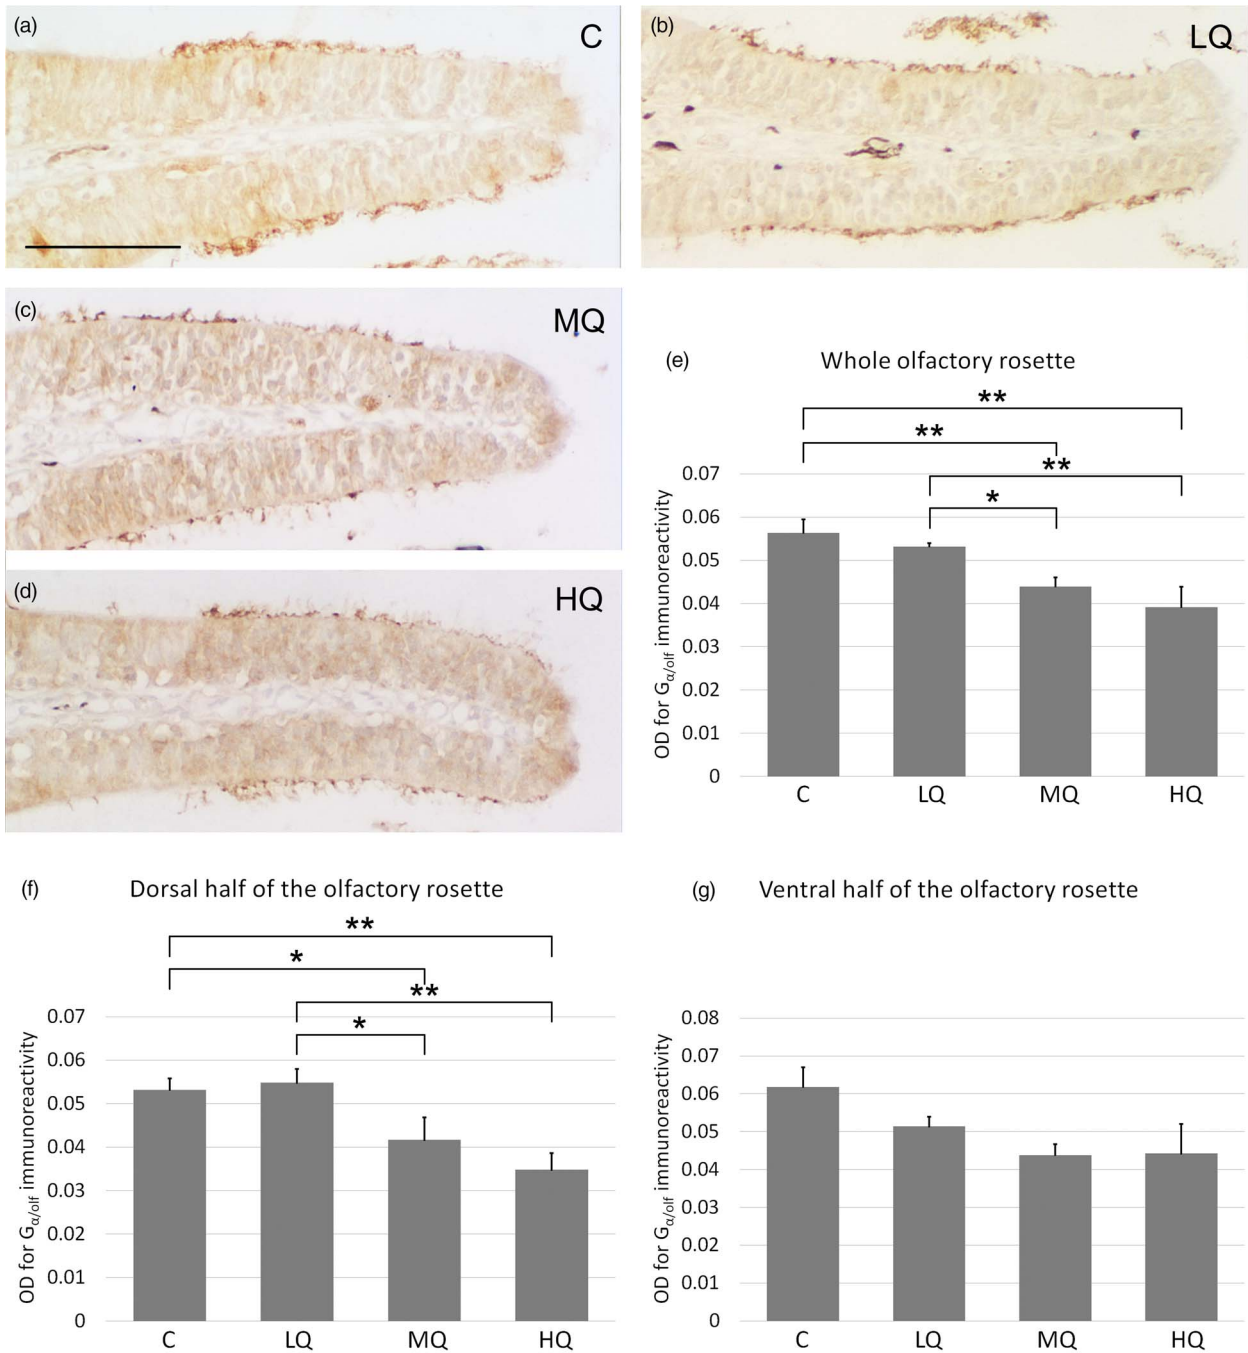 (a)
C
(b)
LQ
(c)
MQ
(d)
HQ
(e)
Whole olfactory rosette
**
**
**
*
OD for Gα/olf immunoreactivity
0.07
0.06
0.05
0.04
0.03
0.02
0.01
0
C LQ MQ HQ
(f)
Dorsal half of the olfactory rosette
**
*
**
*
OD for Gα/olf immunoreactivity
0.07
0.06
0.05
0.04
0.03
0.02
0.01
0
C LQ MQ HQ
(g)
Ventral half of the olfactory rosette
OD for Gα/olf immunoreactivity
0.08
0.07
0.06
0.05
0.04
0.03
0.02
0.01
0
C LQ MQ HQ